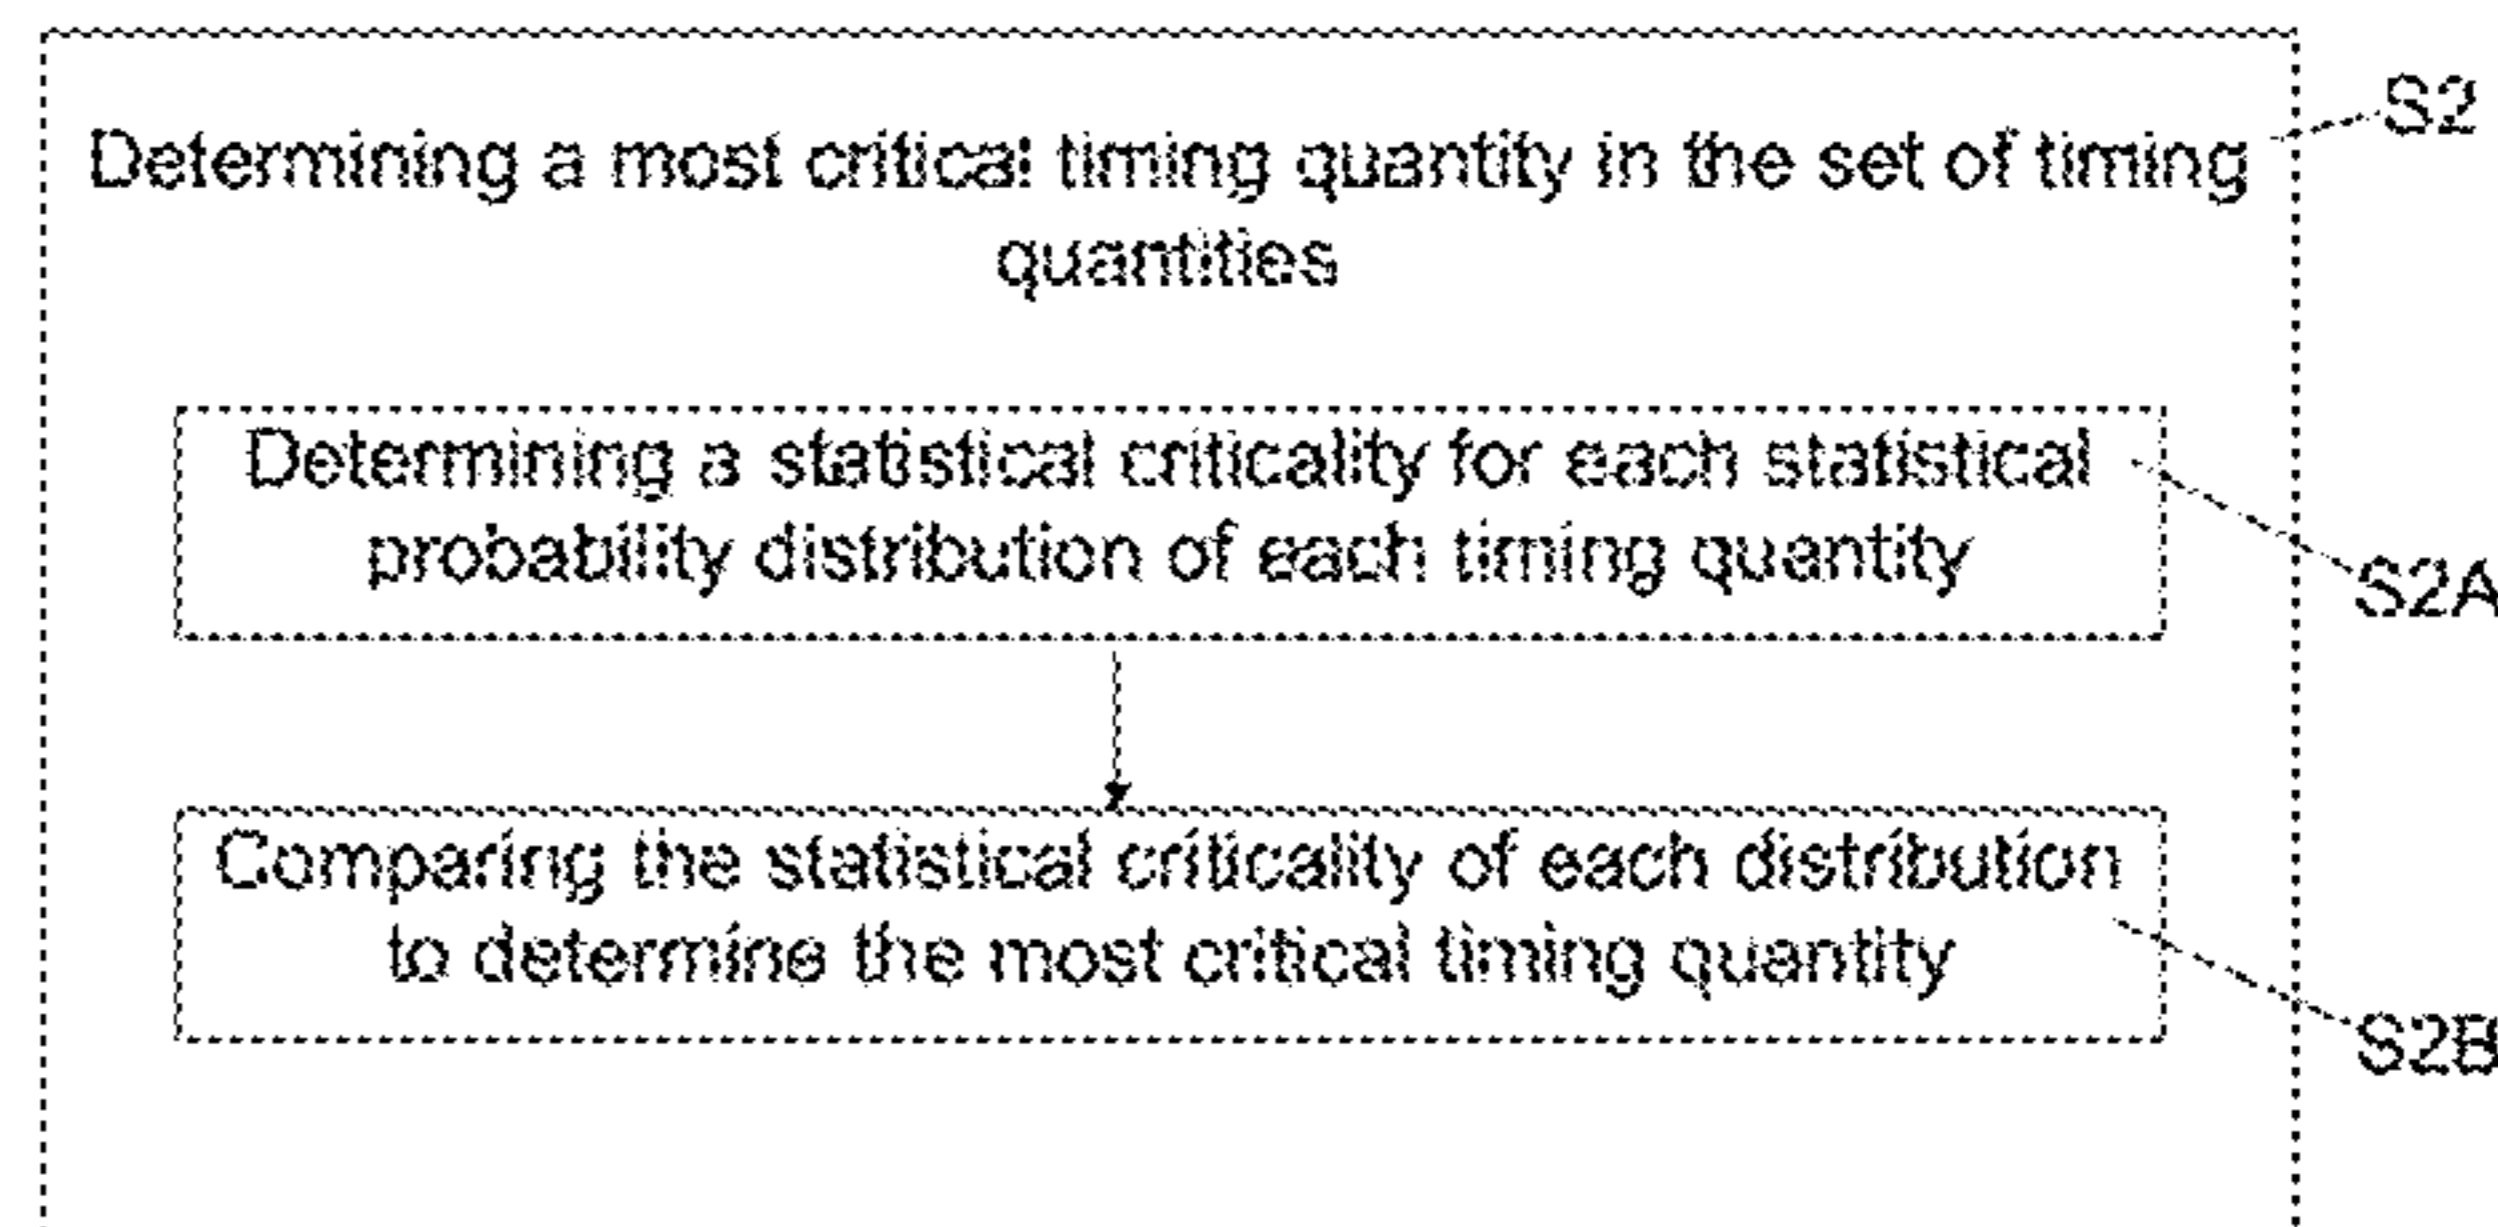 S2
Determining a most critical timing quantity in the set of timing
quantities
Determining a statistical criticality for each statistical
probability distribution of each timing quantity
S2A
Comparing the statistical criticality of each distribution
to determine the most critical timing quantity
S2B